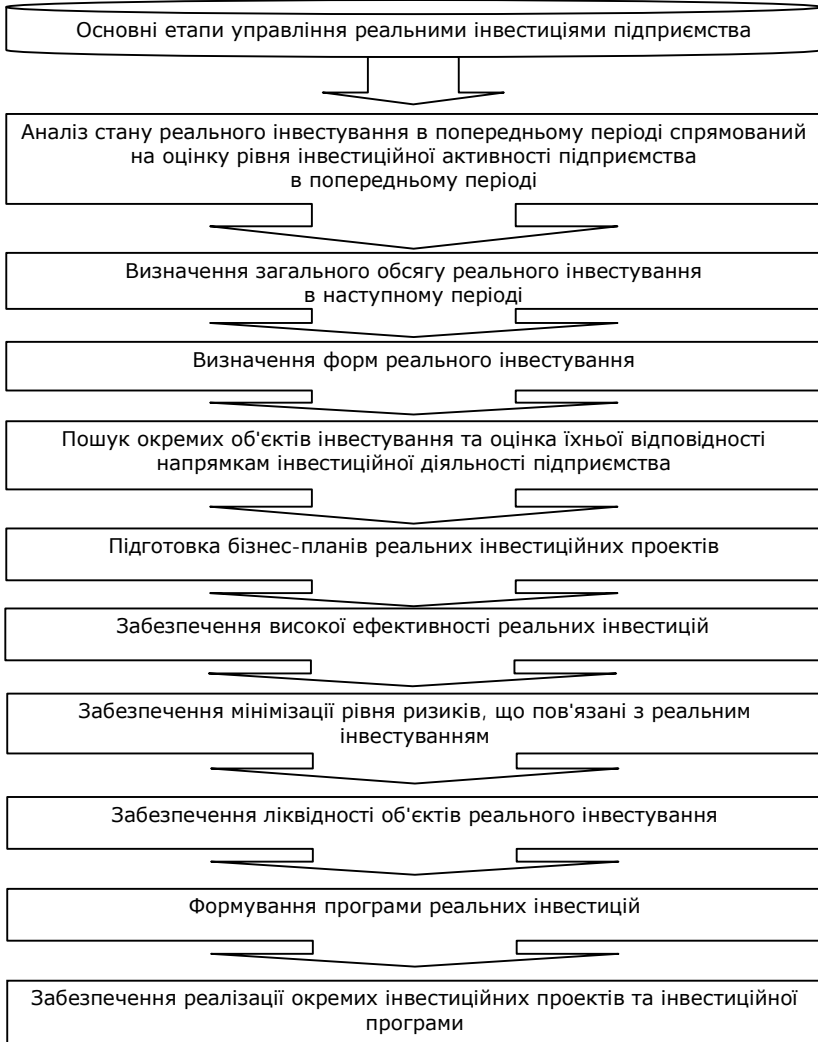 Основні етапи управління реальними інвестиціями підприємства
Аналіз стану реального інвестування в попередньому періоді спрямований
на оцінку рівня інвестиційної активності підприємства
в попередньому періоді
Визначення загального обсягу реального інвестування
в наступному періоді
Визначення форм реального інвестування
Пошук окремих об'єктів інвестування та оцінка їхньої відповідності
напрямкам інвестиційної діяльності підприємства
Підготовка бізнес-планів реальних інвестиційних проектів
Забезпечення високої ефективності реальних інвестицій
Забезпечення мінімізації рівня ризиків, що пов'язані з реальним
інвестуванням
Забезпечення ліквідності об'єктів реального інвестування
Формування програми реальних інвестицій
Забезпечення реалізації окремих інвестиційних проектів та інвестиційної
програми